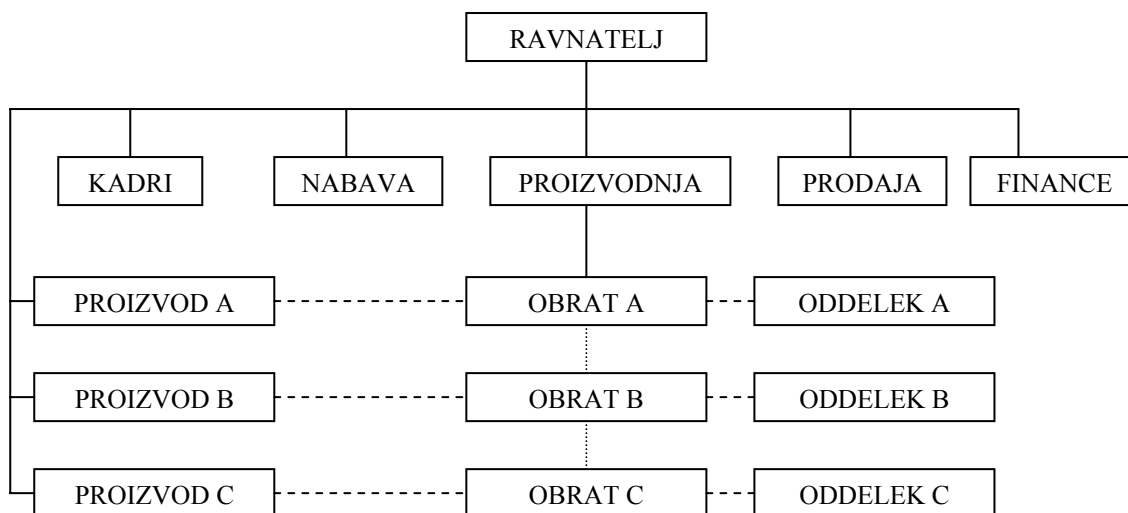 RAVNATELJ
KADRI
NABAVA
PROIZVODNJA
PRODAJA
FINANCE
PROIZVOD A
OBRAT A
ODDELEK A
PROIZVOD B
OBRAT B
ODDELEK B
PROIZVOD C
OBRAT C
ODDELEK C